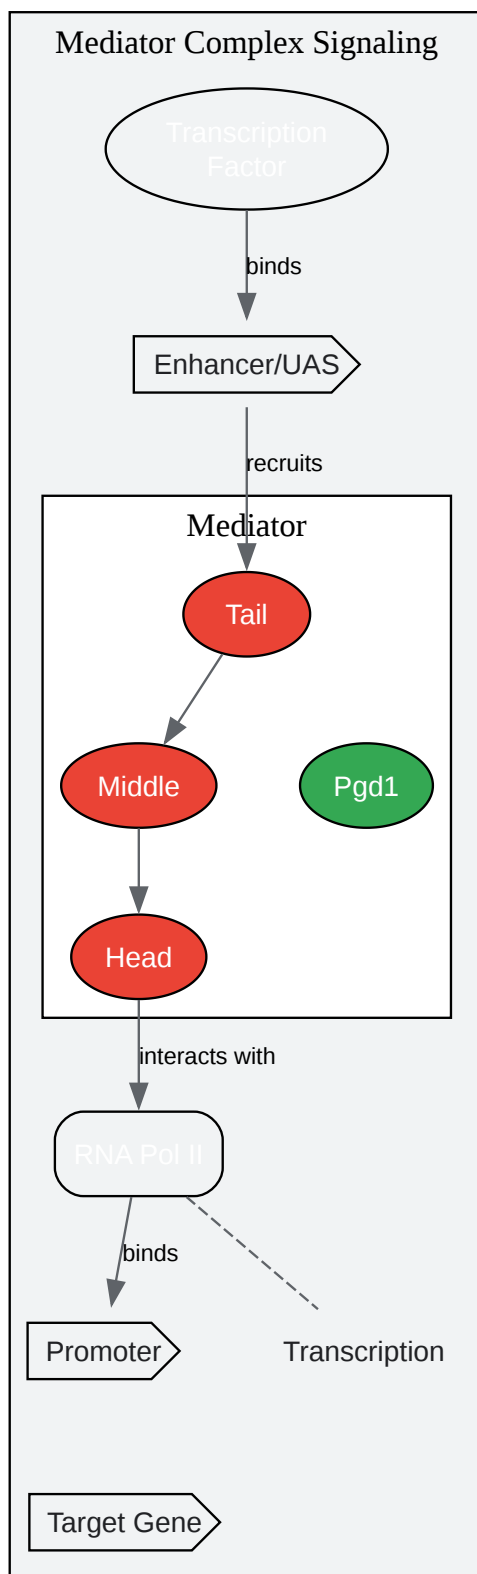 Mediator Complex Signaling
Transcription
Factor
binds
Enhancer/UAS
recruits
Mediator
Tail
Middle
Pgd1
Head
interacts with
RNA Pol II
binds
Promoter
Transcription
Target Gene